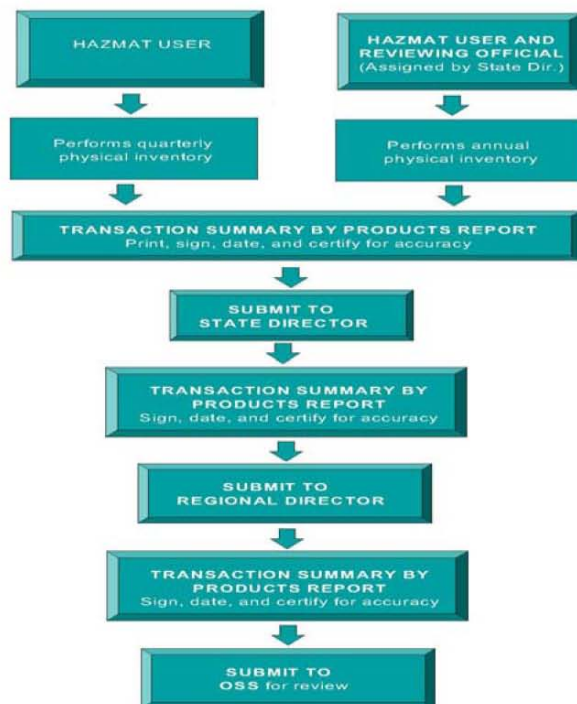 HAZMAT USER
HAZMAT USER AND
REVIEWING OFFICIAL
(Assigned by State Dir.)
Performs quarterly
physical inventory
Performs annual
physical inventory
TRANSACTION SUMMARY BY PRODUCTS REPORT
Print, sign, date, and certify for accuracy
SUBMIT TO
STATE DIRECTOR
TRANSACTION SUMMARY BY
PRODUCTS REPORT
Sign, date, and certify for accuracy
SUBMIT TO
REGIONAL DIRECTOR
TRANSACTION SUMMARY BY
PRODUCTS REPORT
Sign, date, and certify for accuracy
SUBMIT TO
OSS for review